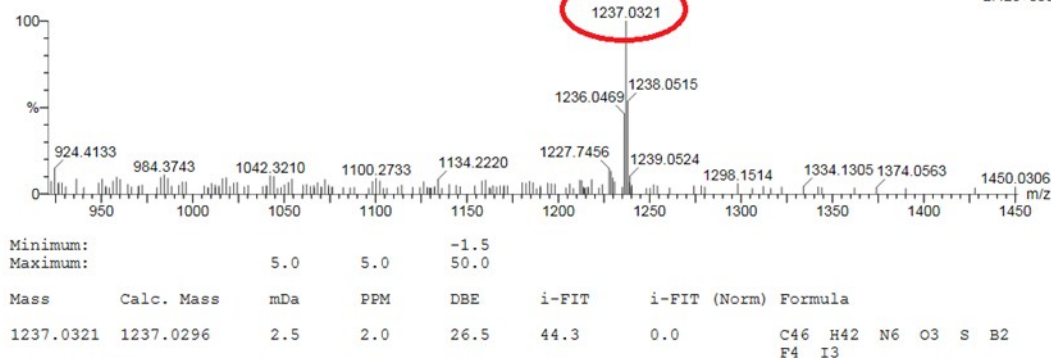 1237.0321
100
1238.0515
1236.0469
%
924.4133
984.3743
1042.3210
1100.2733
1134.2220
1227.7456
1239.0524
1298.1514
1334.1305
1374.0563
1450.0306
0
m/z
950 1000 1050 1100 1150 1200 1250 1300 1350 1400 1450
Minimum: -1.5
Maximum: 5.0 5.0 50.0
Mass Calc. Mass mDa PPM DBE i-FIT i-FIT (Norm) Formula
1237.0321 1237.0296 2.5 2.0 26.5 44.3 0.0 C46 H42 N6 O3 S B2
F4 I3